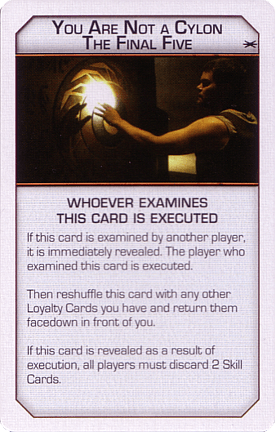 You Are Not a Cylon
The Final Five
WHOEVER EXAMINES
THIS CARD IS EXECUTED
If this card is examined by another player,
it is immediately revealed. The player who
examined this card is executed.
Then reshuffle this card with any other
Loyalty Cards you have and return them
facedown in front of you.
If this card is revealed as a result of
execution, all players must discard 2 Skill
Cards.